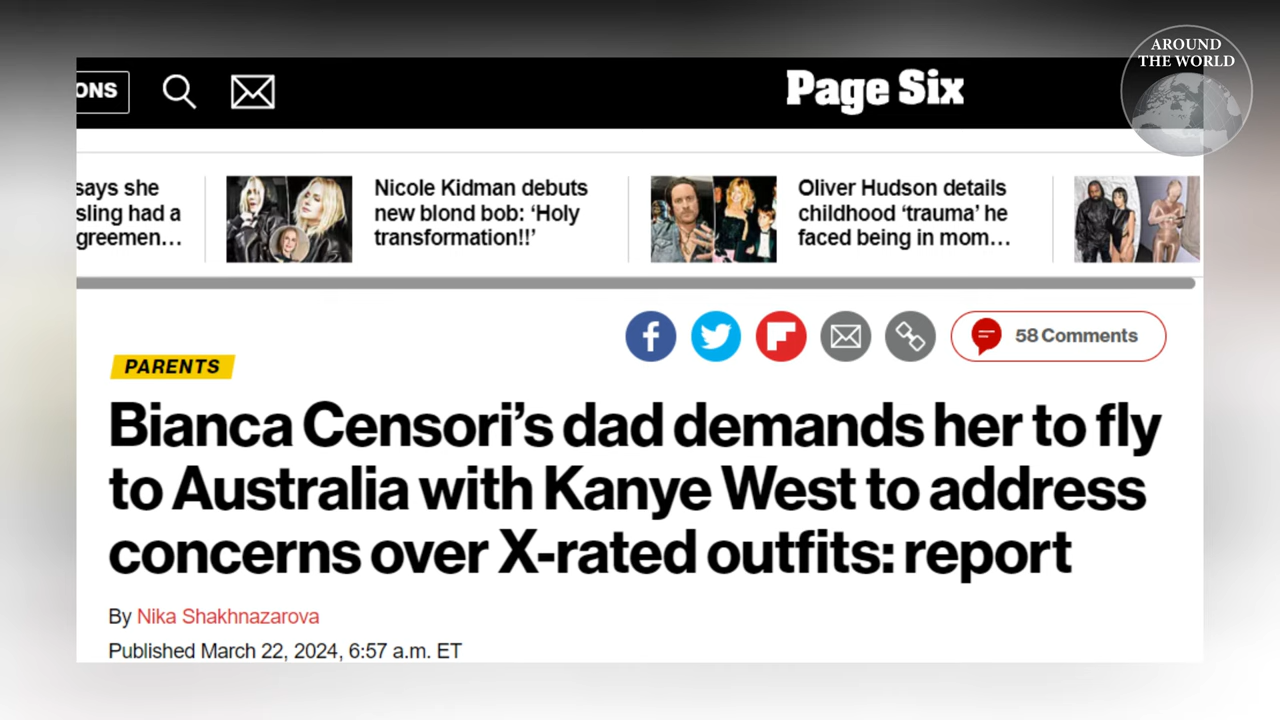 AROUND
THE WORLD
ONS
Page Six
says she
sling had a
greemen...
Nicole Kidman debuts
new blond bob: ‘Holy
transformation!!’
Oliver Hudson details
childhood ‘trauma’ he
faced being in mom...
58 Comments
PARENTS
Bianca Censori’s dad demands her to fly
to Australia with Kanye West to address
concerns over X-rated outfits: report
By Nika Shakhnazarova
Published March 22, 2024, 6:57 a.m. ET